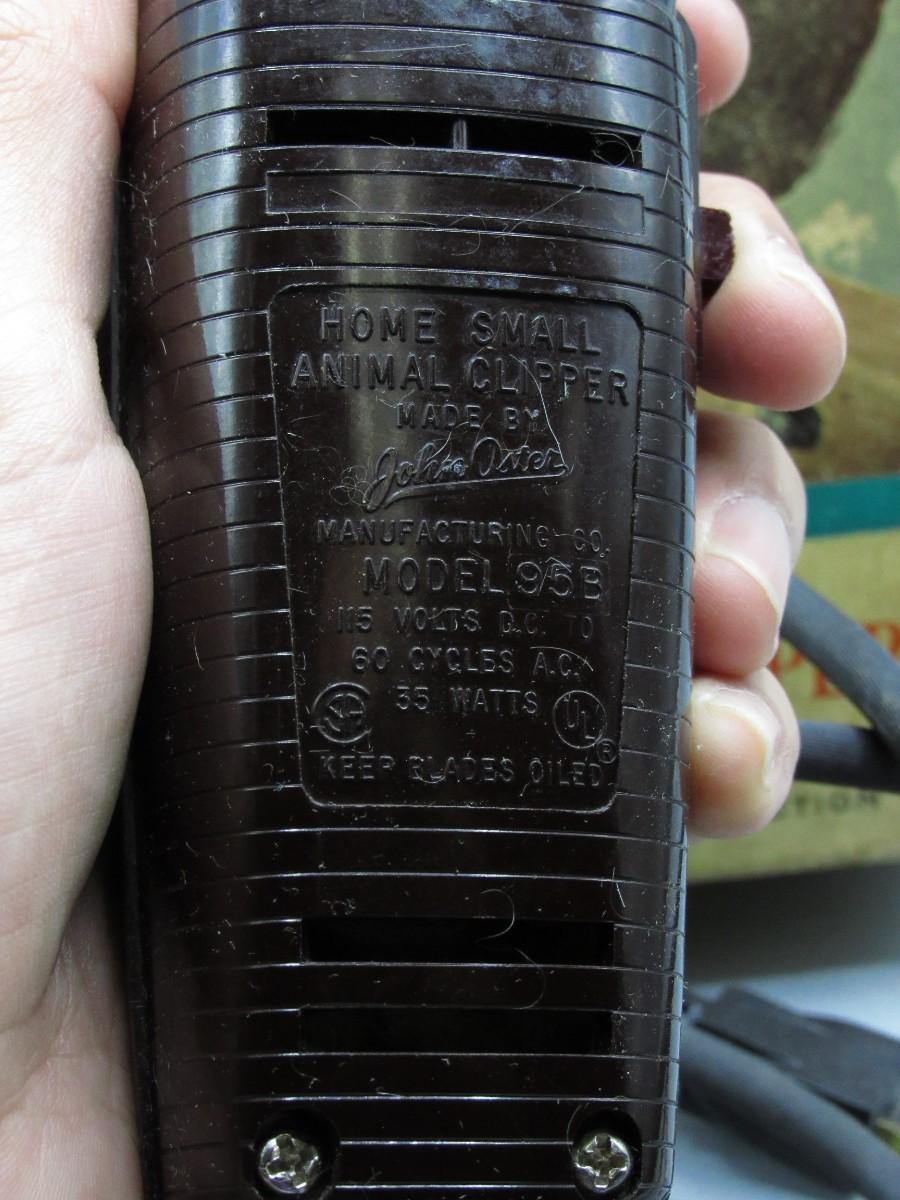 HOME SMALL
ANIMAL CLIPPER
MADE BY
John Oster
MANUFACTURING CO.
MODEL 95B
115 VOLTS D.C. TO
60 CYCLES A.C.
35 WATTS
UL
®
KEEP BLADES OILED